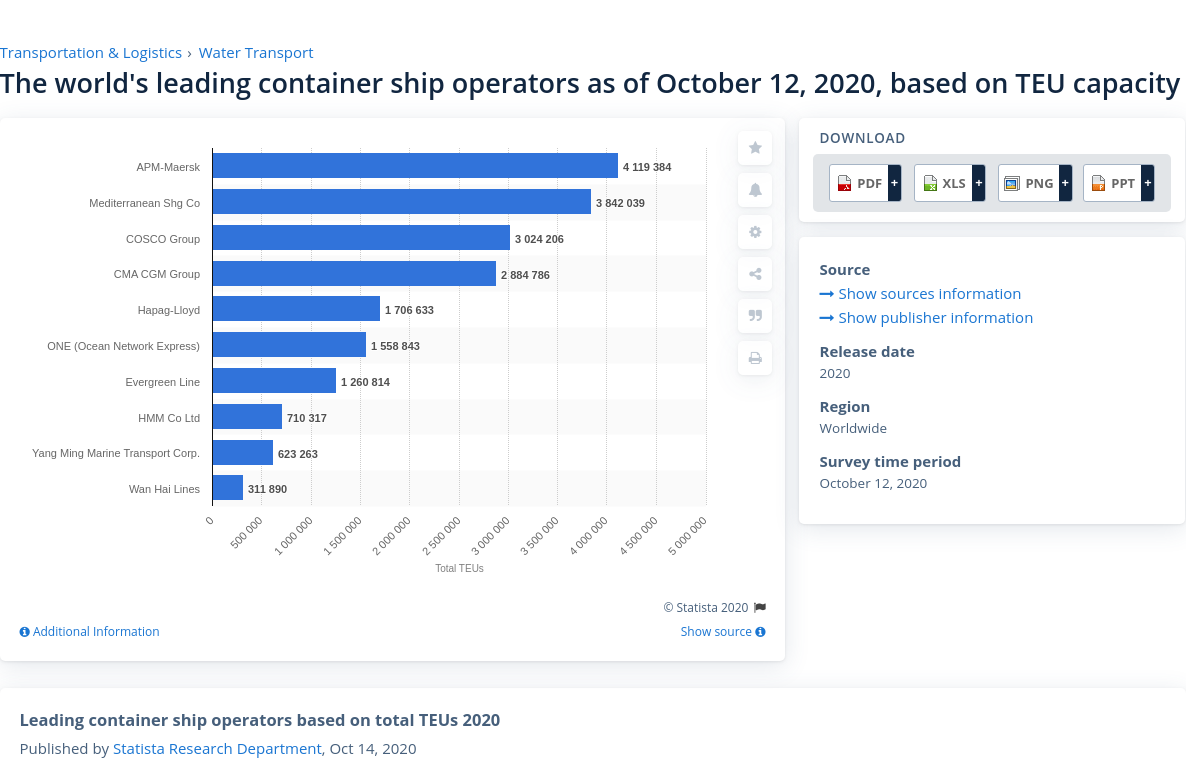 Transportation & Logistics › Water Transport
The world's leading container ship operators as of October 12, 2020, based on TEU capacity
APM-Maersk 4 119 384
Mediterranean Shg Co 3 842 039
COSCO Group 3 024 206
CMA CGM Group 2 884 786
Hapag-Lloyd 1 706 633
ONE (Ocean Network Express) 1 558 843
Evergreen Line 1 260 814
HMM Co Ltd 710 317
Yang Ming Marine Transport Corp. 623 263
Wan Hai Lines 311 890
0 500 000 1 000 000 1 500 000 2 000 000 2 500 000 3 000 000 3 500 000 4 000 000 4 500 000 5 000 000
Total TEUs
© Statista 2020
Additional Information Show source
DOWNLOAD
PDF + XLS + PNG + PPT +
Source
Show sources information
Show publisher information
Release date
2020
Region
Worldwide
Survey time period
October 12, 2020
Leading container ship operators based on total TEUs 2020
Published by Statista Research Department, Oct 14, 2020